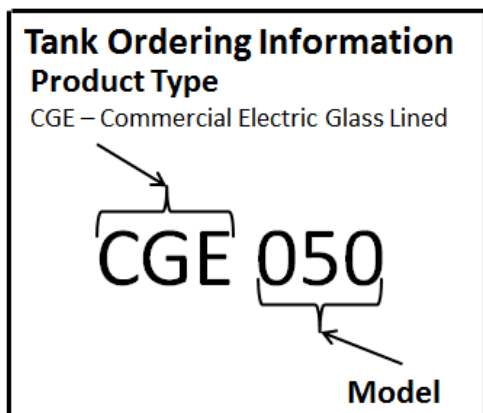 Tank Ordering Information
Product Type
CGE – Commercial Electric Glass Lined
CGE 050
Model